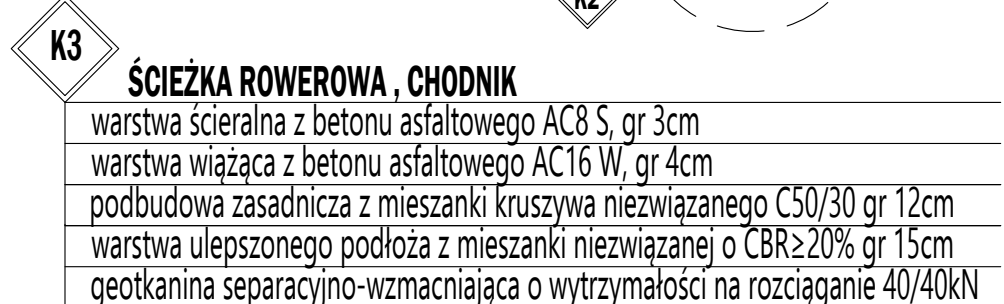 K2
K3
ŚCIEŻKA ROWEROWA , CHODNIK
warstwa ścieralna z betonu asfaltowego AC8 S, gr 3cm
warstwa wiążąca z betonu asfaltowego AC16 W, gr 4cm
podbudowa zasadnicza z mieszanki kruszywa niezwiązanego C50/30 gr 12cm
warstwa ulepszonego podłoża z mieszanki niezwiązanej o CBR≥20% gr 15cm
geotkanina separacyjno-wzmacniająca o wytrzymałości na rozciąganie 40/40kN